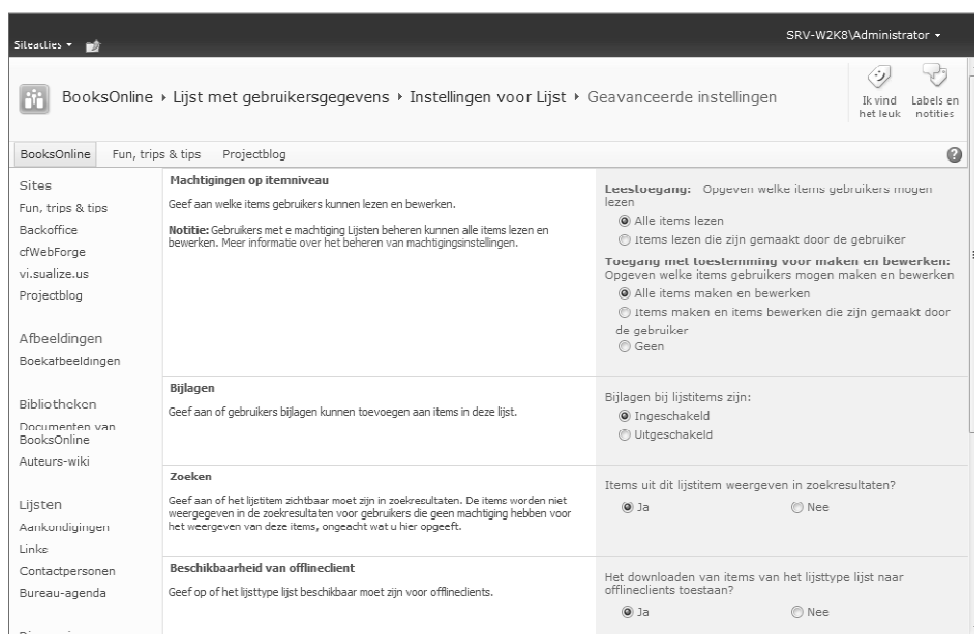 SRV-W2K8\Administrator
Siteacties
BooksOnline › Lijst met gebruikersgegevens › Instellingen voor Lijst › Geavanceerde instellingen
Ik vind het leuk
Labels en notities
BooksOnline Fun, trips & tips Projectblog
Sites
Fun, trips & tips
Backoffice
cfWebForge
vi.sualize.us
Projectblog
Afbeeldingen
Boekafbeeldingen
Bibliotheken
Documenten van
BooksOnline
Auteurs-wiki
Lijsten
Aankondigingen
Links
Contactpersonen
Bureau-agenda
Machtigingen op itemniveau
Geef aan welke items gebruikers kunnen lezen en bewerken.
Notitie: Gebruikers met e machtiging Lijsten beheren kunnen alle items lezen en
bewerken. Meer informatie over het beheren van machtigingsinstellingen.
Leestoegang: Opgeven welke items gebruikers mogen
lezen
Alle items lezen
Items lezen die zijn gemaakt door de gebruiker
Toegang met toestemming voor maken en bewerken:
Opgeven welke items gebruikers mogen maken en bewerken
Alle items maken en bewerken
Items maken en items bewerken die zijn gemaakt door
de gebruiker
Geen
Bijlagen
Geef aan of gebruikers bijlagen kunnen toevoegen aan items in deze lijst.
Bijlagen bij lijstitems zijn:
Ingeschakeld
Uitgeschakeld
Zoeken
Geef aan of het lijstitem zichtbaar moet zijn in zoekresultaten. De items worden niet
weergegeven in de zoekresultaten voor gebruikers die geen machtiging hebben voor
het weergeven van deze items, ongeacht wat u hier opgeeft.
Items uit dit lijstitem weergeven in zoekresultaten?
Ja Nee
Beschikbaarheid van offlineclient
Geef op of het lijsttype lijst beschikbaar moet zijn voor offlineclients.
Het downloaden van items van het lijsttype lijst naar
offlineclients toestaan?
Ja Nee